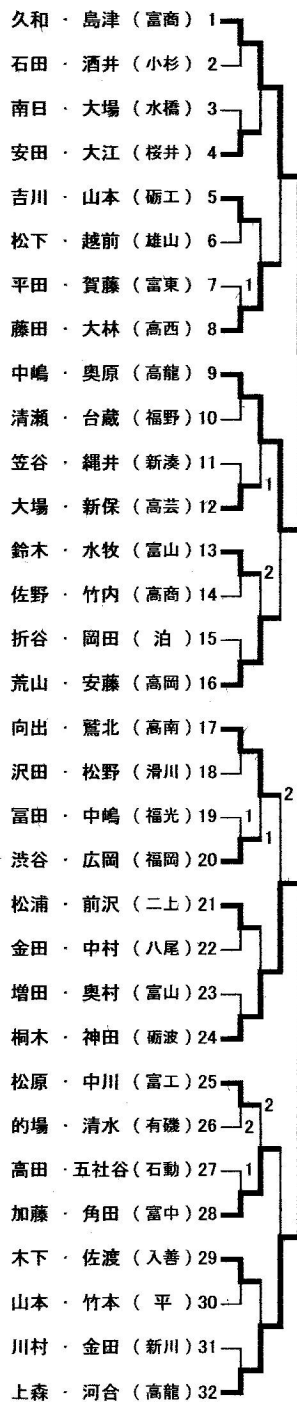 久和 ・ 島津 (富商) 1
石田 ・ 酒井 (小杉) 2
南日 ・ 大場 (水橋) 3
安田 ・ 大江 (桜井) 4
吉川 ・ 山本 (砺工) 5
松下 ・ 越前 (雄山) 6
平田 ・ 賀藤 (富東) 7 1
藤田 ・ 大林 (高西) 8
中嶋 ・ 奥原 (高龍) 9
清瀬 ・ 台蔵 (福野) 10
笠谷 ・ 縄井 (新湊) 11 1
大場 ・ 新保 (高芸) 12
鈴木 ・ 水牧 (富山) 13 2
佐野 ・ 竹内 (高商) 14
折谷 ・ 岡田 ( 泊 ) 15
荒山 ・ 安藤 (高岡) 16
向出 ・ 鷲北 (高南) 17
沢田 ・ 松野 (滑川) 18 2
冨田 ・ 中嶋 (福光) 19 1 1
渋谷 ・ 広岡 (福岡) 20
松浦 ・ 前沢 (二上) 21
金田 ・ 中村 (八尾) 22
増田 ・ 奥村 (富山) 23
桐木 ・ 神田 (砺波) 24
松原 ・ 中川 (富工) 25 2
的場 ・ 清水 (有磯) 26 2
高田 ・ 五社谷 (石動) 27 1
加藤 ・ 角田 (富中) 28
木下 ・ 佐渡 (入善) 29
山本 ・ 竹本 ( 平 ) 30
川村 ・ 金田 (新川) 31
上森 ・ 河合 (高龍) 32